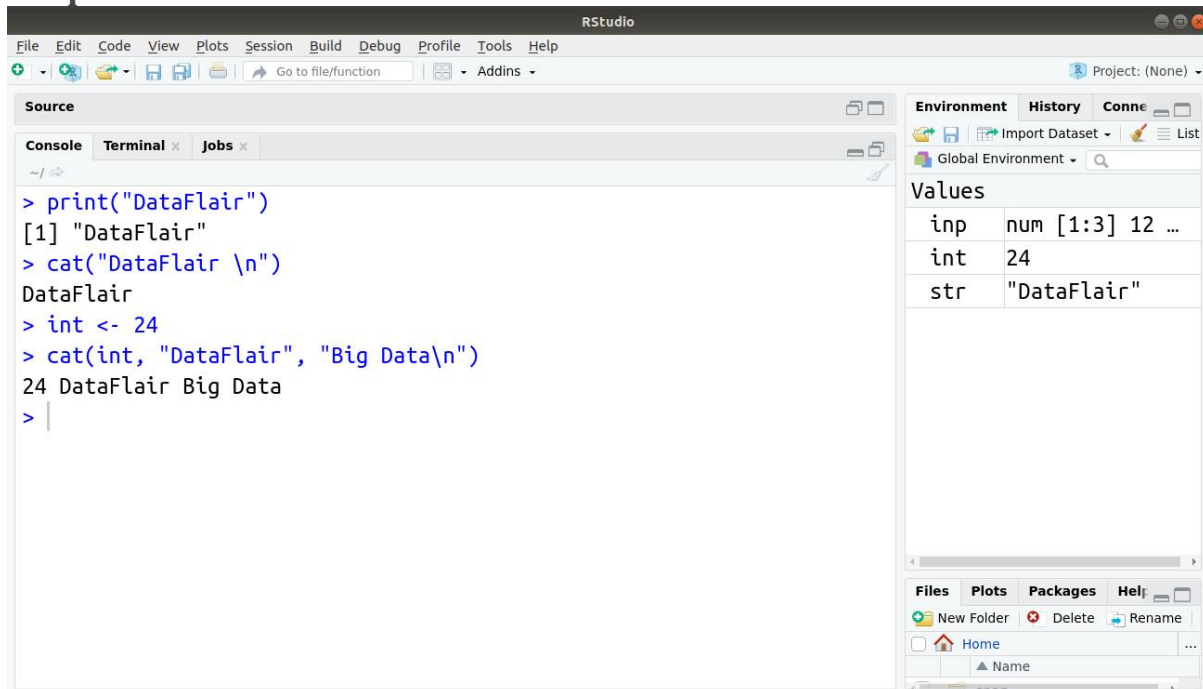 RStudio
File Edit Code View Plots Session Build Debug Profile Tools Help
Go to file/function Addins Project: (None)
Source
Console Terminal Jobs
~/
> print("DataFlair")
[1] "DataFlair"
> cat("DataFlair \n")
DataFlair
> int <- 24
> cat(int, "DataFlair", "Big Data\n")
24 DataFlair Big Data
>
Environment History Conne
Import Dataset List
Global Environment
Values
inp num [1:3] 12 …
int 24
str "DataFlair"
Files Plots Packages Help
New Folder Delete Rename
Home ...
Name